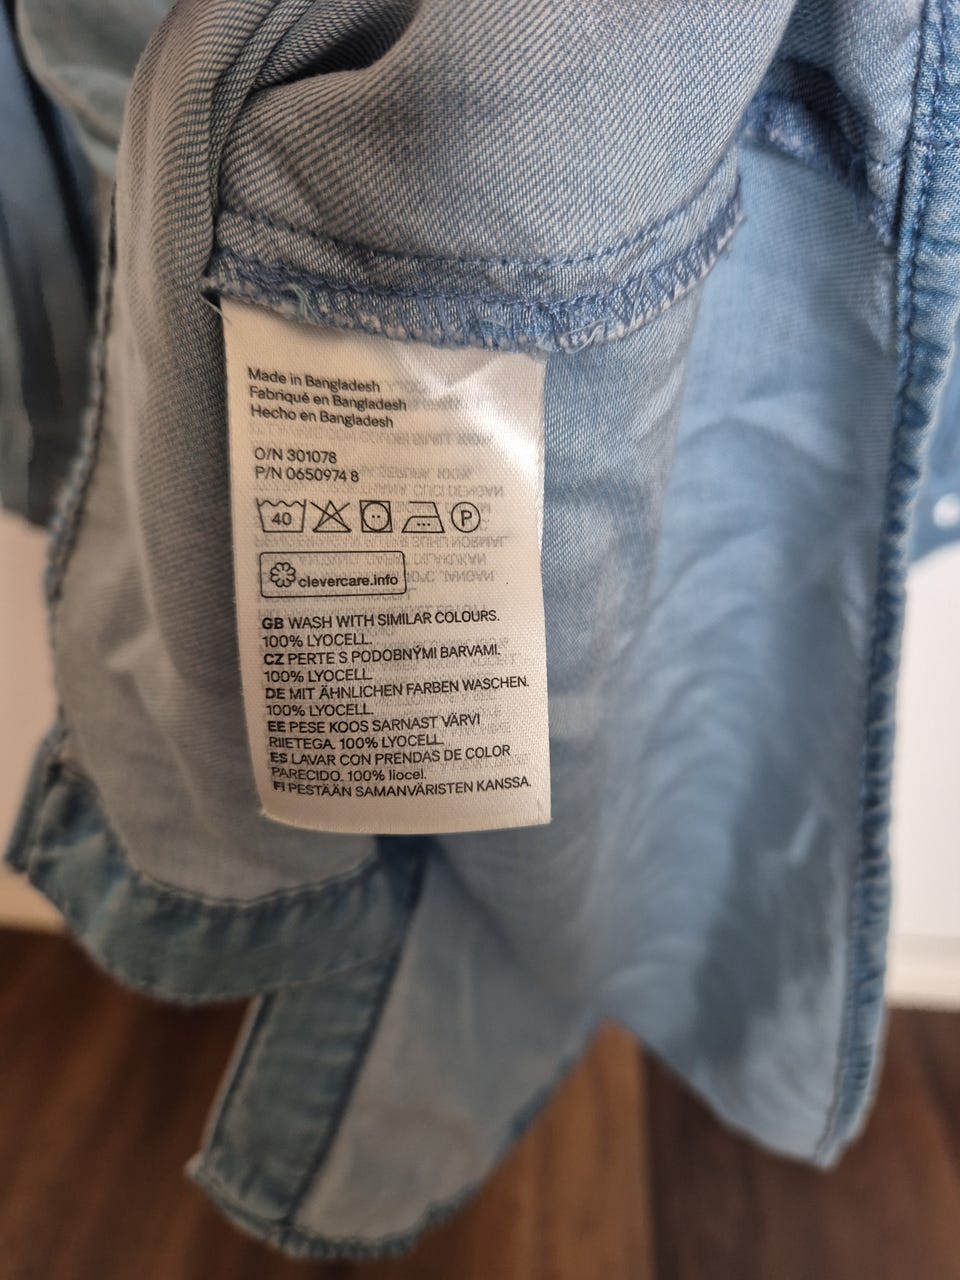 Made in Bangladesh
Fabriqué en Bangladesh
Hecho en Bangladesh
O/N 301078
P/N 0650974 8
40
P
clevercare.info
GB WASH WITH SIMILAR COLOURS.
100% LYOCELL.
CZ PERTE S PODOBNÝMI BARVAMI.
100% LYOCELL.
DE MIT ÄHNLICHEN FARBEN WASCHEN.
100% LYOCELL.
EE PESE KOOS SARNAST VÄRVI
RIIETEGA. 100% LYOCELL.
ES LAVAR CON PRENDAS DE COLOR
PARECIDO. 100% liocel.
FI PESTÄÄN SAMANVÄRISTEN KANSSA.